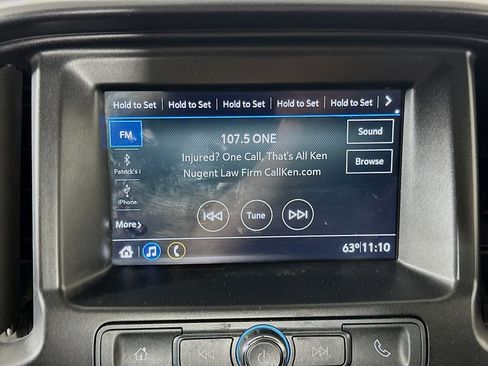 Hold to Set Hold to Set Hold to Set Hold to Set Hold to Set
FM
107.5 ONE
Sound
Injured? One Call, That's All Ken
Nugent Law Firm CallKen.com
Browse
Patrick's i
iPhone
More
Tune
63° 11:10